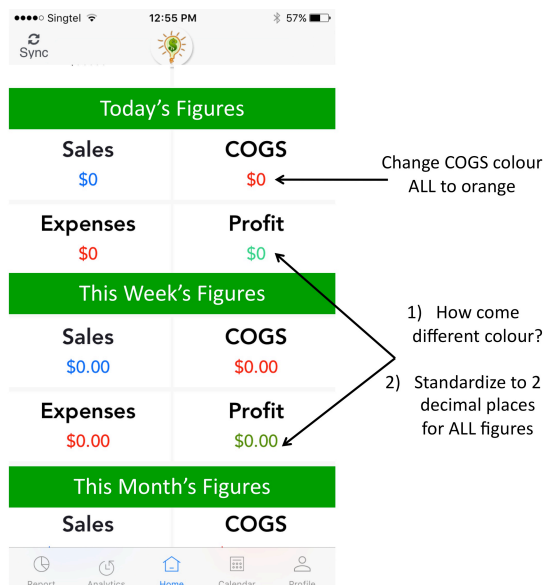 Singtel 12:55 PM 57%
Sync
Today's Figures
Sales COGS
$0 $0
Change COGS colour
ALL to orange
Expenses Profit
$0 $0
This Week's Figures
Sales COGS
$0.00 $0.00
1) How come
different colour?
Expenses Profit
$0.00 $0.00
2) Standardize to 2
decimal places
for ALL figures
This Month's Figures
Sales COGS
Report Analytics Home Calendar Profile